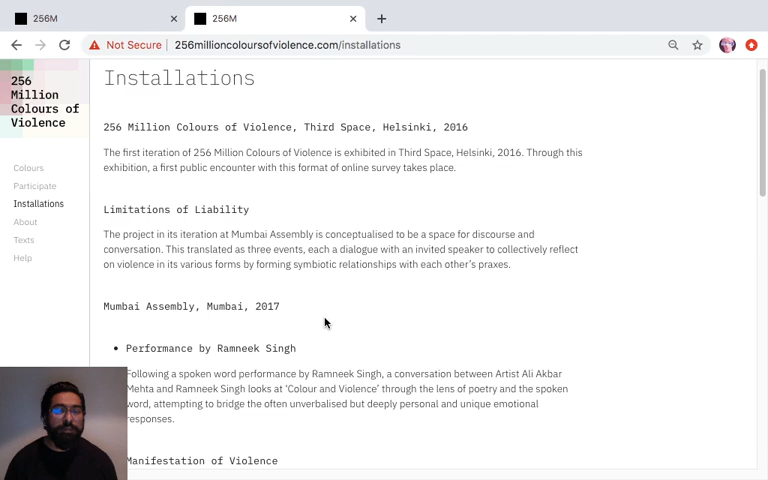 256M
256M
Not Secure | 256millioncoloursofviolence.com/installations
256
Million
Colours of
Violence
Colours
Participate
Installations
About
Texts
Help
Installations
256 Million Colours of Violence, Third Space, Helsinki, 2016
The first iteration of 256 Million Colours of Violence is exhibited in Third Space, Helsinki, 2016. Through this
exhibition, a first public encounter with this format of online survey takes place.
Limitations of Liability
The project in its iteration at Mumbai Assembly is conceptualised to be a space for discourse and
conversation. This translated as three events, each a dialogue with an invited speaker to collectively reflect
on violence in its various forms by forming symbiotic relationships with each other's praxes.
Mumbai Assembly, Mumbai, 2017
• Performance by Ramneek Singh
Following a spoken word performance by Ramneek Singh, a conversation between Artist Ali Akbar
Mehta and Ramneek Singh looks at 'Colour and Violence' through the lens of poetry and the spoken
word, attempting to bridge the often unverbalised but deeply personal and unique emotional
responses.
Manifestation of Violence